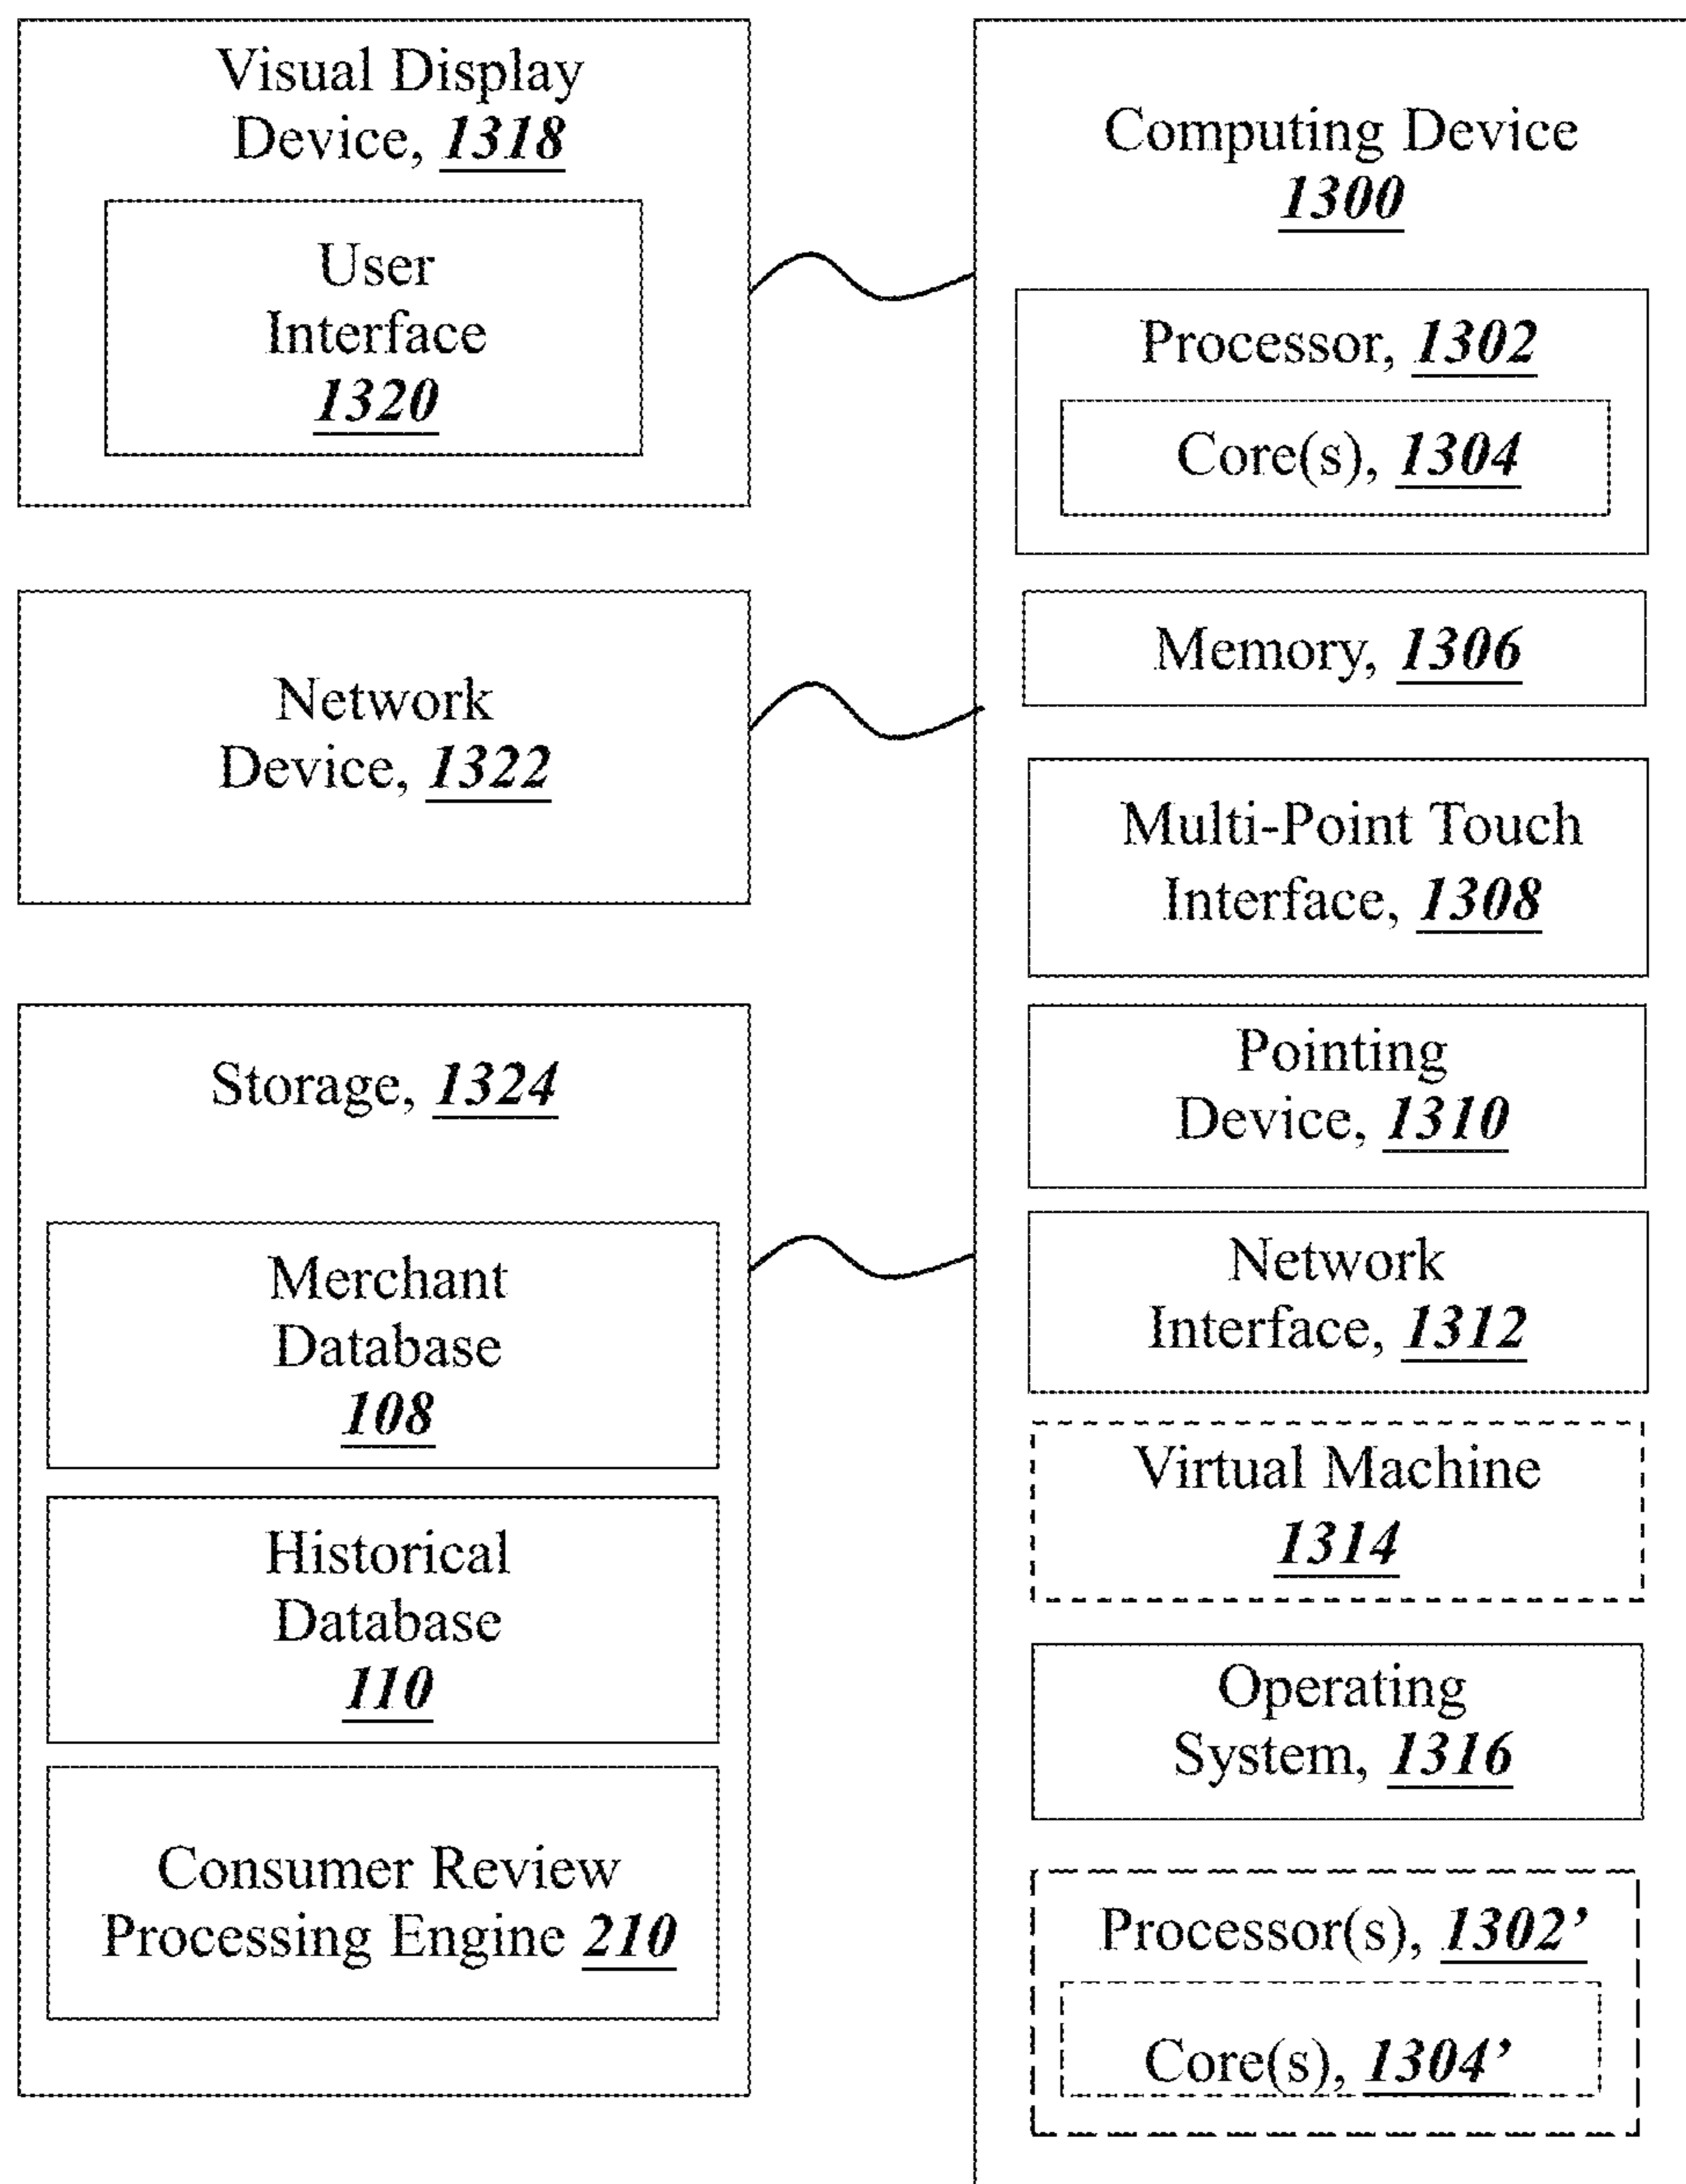 Visual Display
Device, 1318
User
Interface
1320
Network
Device, 1322
Storage, 1324
Merchant
Database
108
Historical
Database
110
Consumer Review
Processing Engine 210
Computing Device
1300
Processor, 1302
Core(s), 1304
Memory, 1306
Multi-Point Touch
Interface, 1308
Pointing
Device, 1310
Network
Interface, 1312
Virtual Machine
1314
Operating
System, 1316
Processor(s), 1302’
Core(s), 1304’